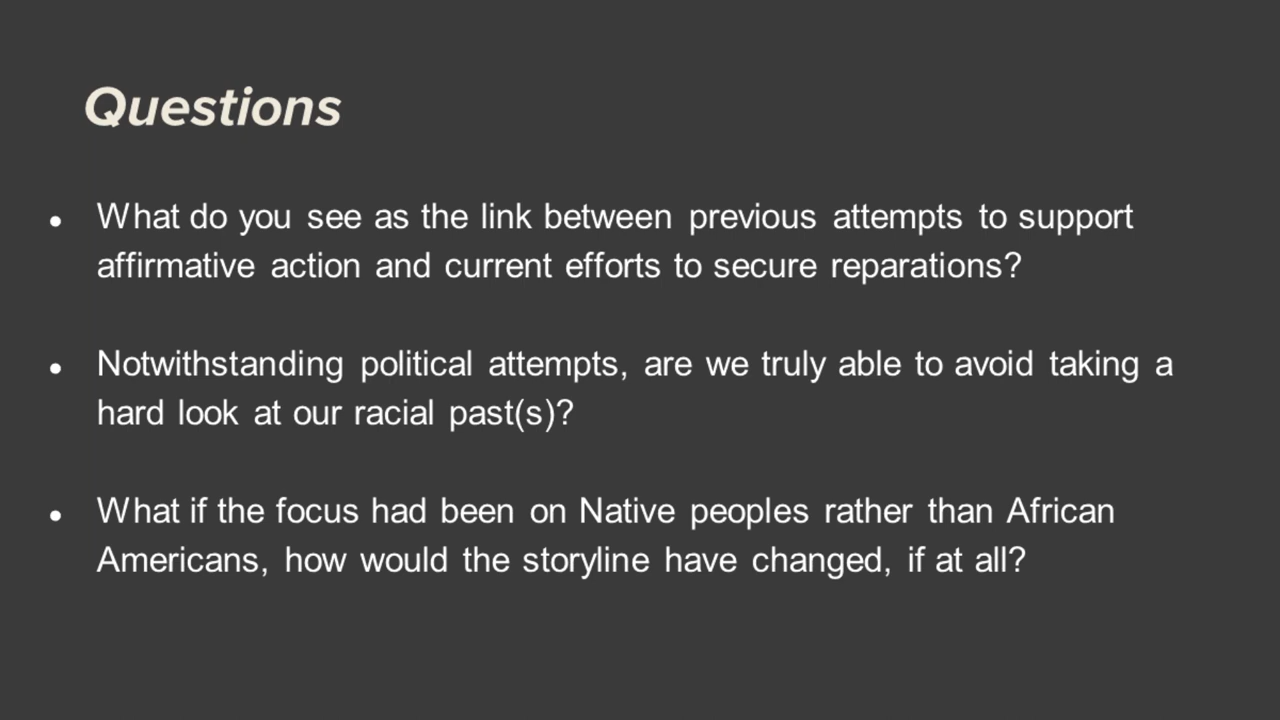 Questions
• What do you see as the link between previous attempts to support
affirmative action and current efforts to secure reparations?
• Notwithstanding political attempts, are we truly able to avoid taking a
hard look at our racial past(s)?
• What if the focus had been on Native peoples rather than African
Americans, how would the storyline have changed, if at all?